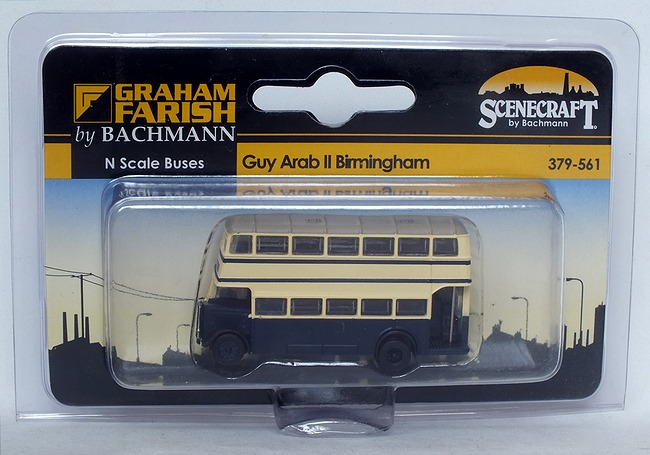 GRAHAM
FARISH
by BACHMANN
SCENECRAFT
by Bachmann
N Scale Buses
Guy Arab II Birmingham
379-561